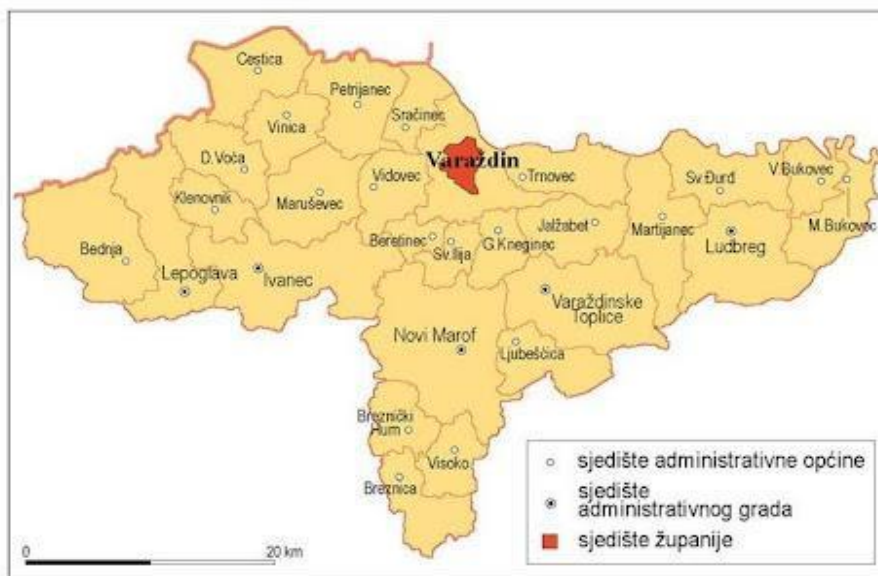 Cestica
Petrijanec
Sračinec
Vinica
Varaždin
D.Voća
Vidovec
Trnovec
Sv.Đurđ
V.Bukovec
Klenovnik
Maruševec
Beretinec
Sv.Ilija
G.Kneginec
Jalžabet
Martijanec
Ludbreg
M.Bukovec
Bednja
Lepoglava
Ivanec
Varaždinske
Toplice
Novi Marof
Ljubešćica
Breznički
Hum
Visoko
Breznica
sjedište administrativne općine
sjedište
administrativnog grada
sjedište županije
0
20 km